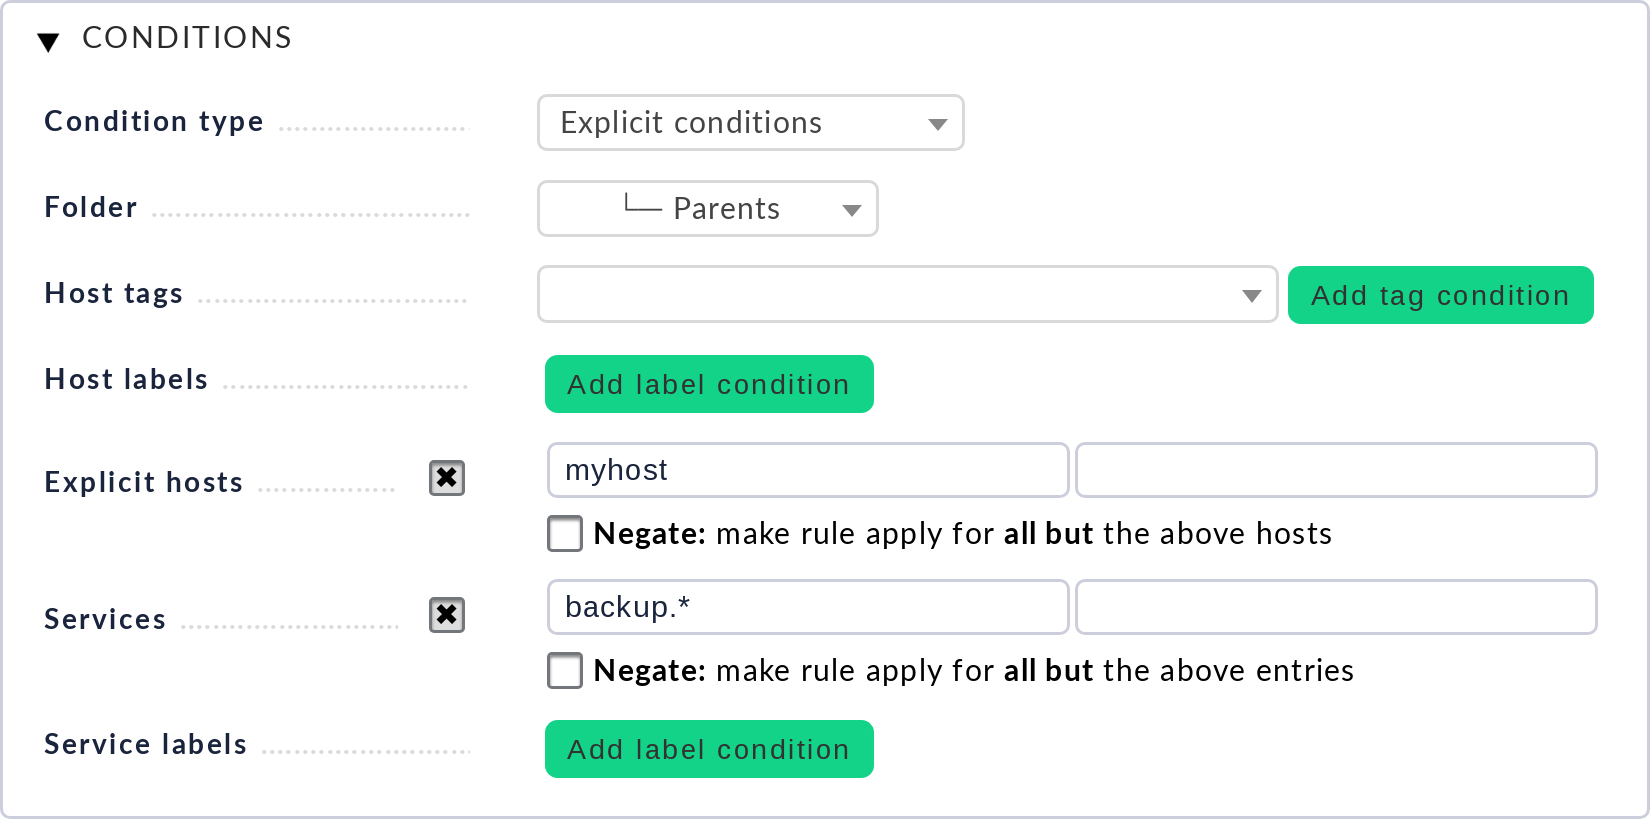 CONDITIONS
Condition type Explicit conditions
Folder Parents
Host tags Add tag condition
Host labels Add label condition
Explicit hosts myhost
Negate: make rule apply for all but the above hosts
Services backup.*
Negate: make rule apply for all but the above entries
Service labels Add label condition